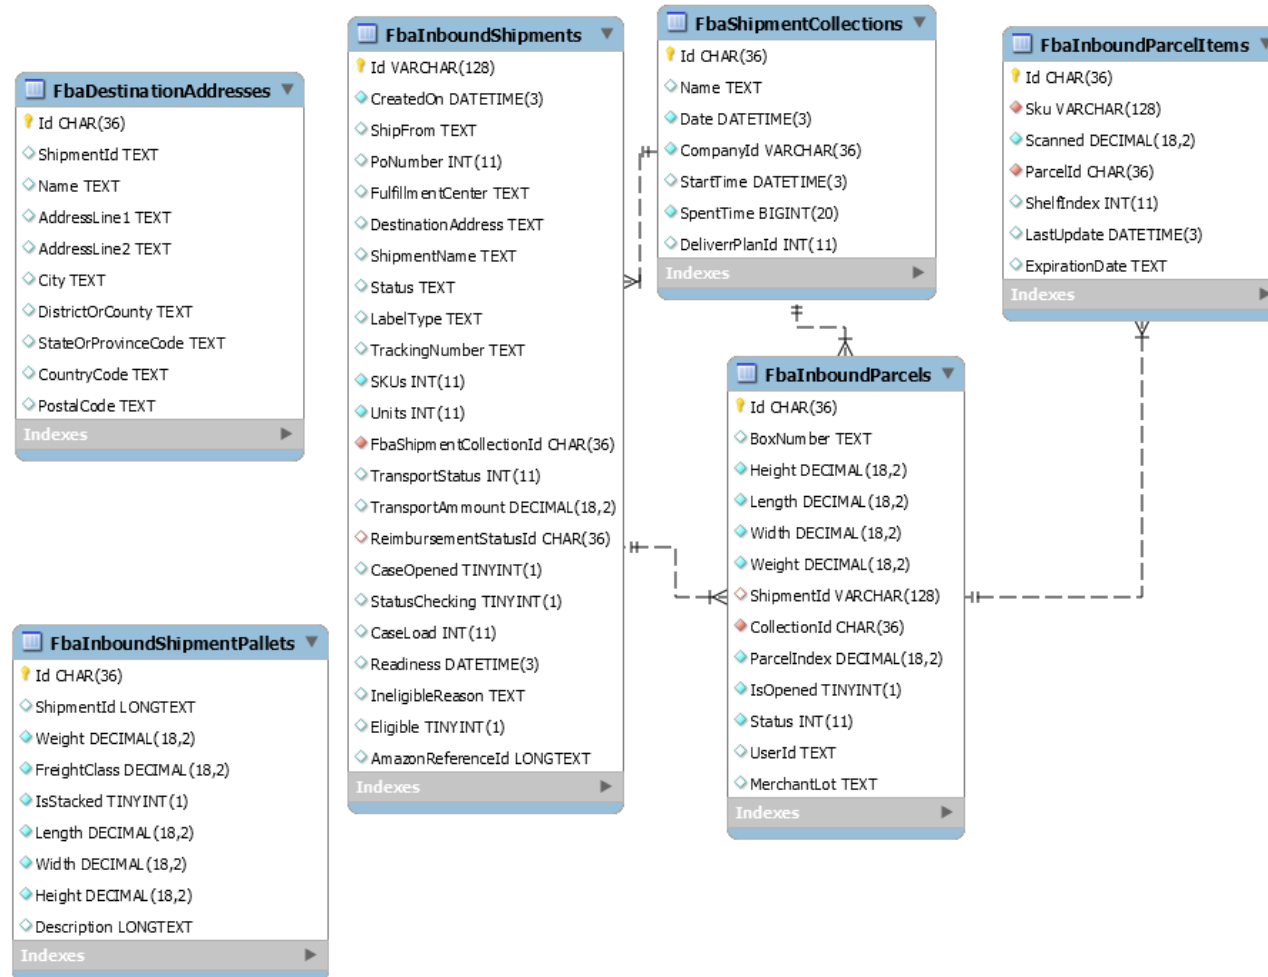 FbaDestinationAddresses
Id CHAR(36)
ShipmentId TEXT
Name TEXT
AddressLine1 TEXT
AddressLine2 TEXT
City TEXT
DistrictOrCounty TEXT
StateOrProvinceCode TEXT
CountryCode TEXT
PostalCode TEXT
Indexes
FbaInboundShipmentPallets
Id CHAR(36)
ShipmentId LONGTEXT
Weight DECIMAL(18,2)
FreightClass DECIMAL(18,2)
IsStacked TINYINT(1)
Length DECIMAL(18,2)
Width DECIMAL(18,2)
Height DECIMAL(18,2)
Description LONGTEXT
Indexes
FbaInboundShipments
Id VARCHAR(128)
CreatedOn DATETIME(3)
ShipFrom TEXT
PoNumber INT(11)
FulfillmentCenter TEXT
DestinationAddress TEXT
ShipmentName TEXT
Status TEXT
LabelType TEXT
TrackingNumber TEXT
SKUs INT(11)
Units INT(11)
FbaShipmentCollectionId CHAR(36)
TransportStatus INT(11)
TransportAmmount DECIMAL(18,2)
ReimbursementStatusId CHAR(36)
CaseOpened TINYINT(1)
StatusChecking TINYINT(1)
CaseLoad INT(11)
Readiness DATETIME(3)
IneligibleReason TEXT
Eligible TINYINT(1)
AmazonReferenceId LONGTEXT
Indexes
FbaShipmentCollections
Id CHAR(36)
Name TEXT
Date DATETIME(3)
CompanyId VARCHAR(36)
StartTime DATETIME(3)
SpentTime BIGINT(20)
DeliverrPlanId INT(11)
Indexes
FbaInboundParcels
Id CHAR(36)
BoxNumber TEXT
Height DECIMAL(18,2)
Length DECIMAL(18,2)
Width DECIMAL(18,2)
Weight DECIMAL(18,2)
ShipmentId VARCHAR(128)
CollectionId CHAR(36)
ParcelIndex DECIMAL(18,2)
IsOpened TINYINT(1)
Status INT(11)
UserId TEXT
MerchantLot TEXT
Indexes
FbaInboundParcelItems
Id CHAR(36)
Sku VARCHAR(128)
Scanned DECIMAL(18,2)
ParcelId CHAR(36)
ShelfIndex INT(11)
LastUpdate DATETIME(3)
ExpirationDate TEXT
Indexes